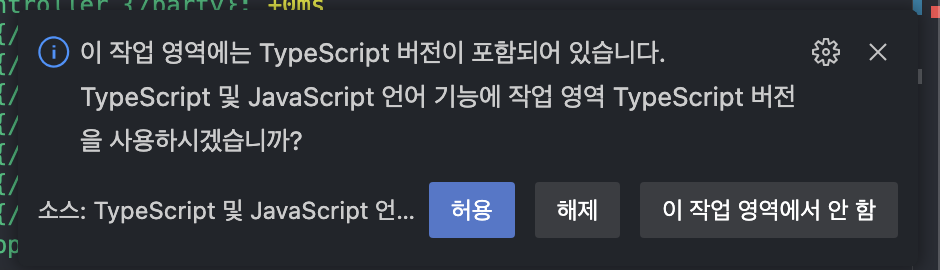 ntroller {/party}: +0ms
이 작업 영역에는 TypeScript 버전이 포함되어 있습니다.
TypeScript 및 JavaScript 언어 기능에 작업 영역 TypeScript 버전
을 사용하시겠습니까?
소스: TypeScript 및 JavaScript 언... 허용 해제 이 작업 영역에서 안 함